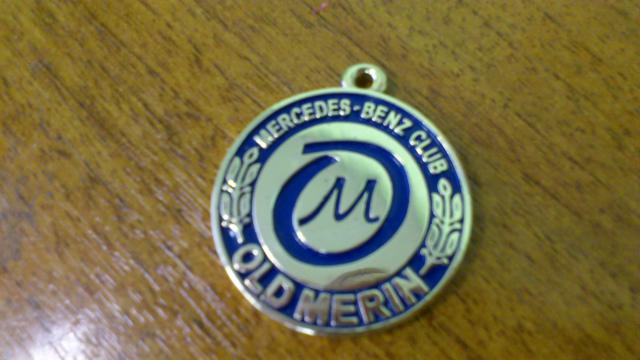 MERCEDES-BENZ CLUB
M
OLD MERIN